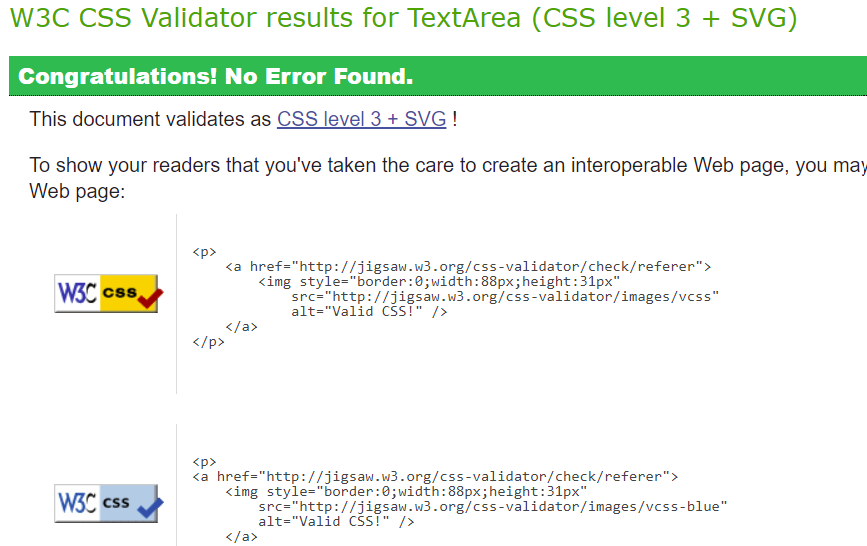 W3C CSS Validator results for TextArea (CSS level 3 + SVG)
Congratulations! No Error Found.
This document validates as CSS level 3 + SVG !
To show your readers that you've taken the care to create an interoperable Web page, you may
Web page:
W3C css
<p>
<a href="http://jigsaw.w3.org/css-validator/check/referer">
<img style="border:0;width:88px;height:31px"
src="http://jigsaw.w3.org/css-validator/images/vcss"
alt="Valid CSS!" />
</a>
</p>
W3C css
<p>
<a href="http://jigsaw.w3.org/css-validator/check/referer">
<img style="border:0;width:88px;height:31px"
src="http://jigsaw.w3.org/css-validator/images/vcss-blue"
alt="Valid CSS!" />
</a>